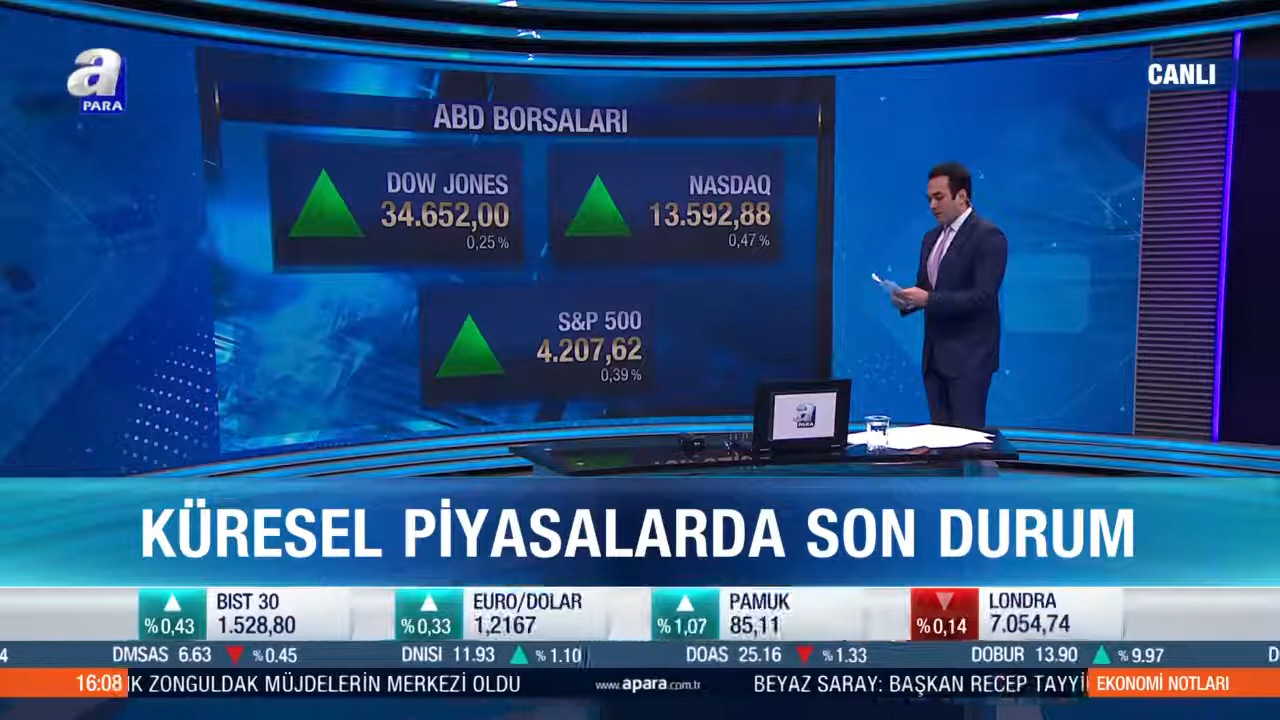 a
PARA
CANLI
ABD BORSALARI
DOW JONES
34.652,00
0,25 %
NASDAQ
13.592,88
0,47 %
S&P 500
4.207,62
0,39 %
a
PARA
KÜRESEL PİYASALARDA SON DURUM
%0,43 BIST 30 1.528,80
%0,33 EURO/DOLAR 1,2167
%1,07 PAMUK 85,11
%0,14 LONDRA 7.054,74
4 DMSAS 6.63 %0.45 DNISI 11.93 % 1.10 DOAS 25.16 %1.33 DOBUR 13.90 % 9.97 D
16:08 IK ZONGULDAK MÜJDELERİN MERKEZİ OLDU www.apara.com.tr BEYAZ SARAY: BAŞKAN RECEP TAYYİ EKONOMİ NOTLARI